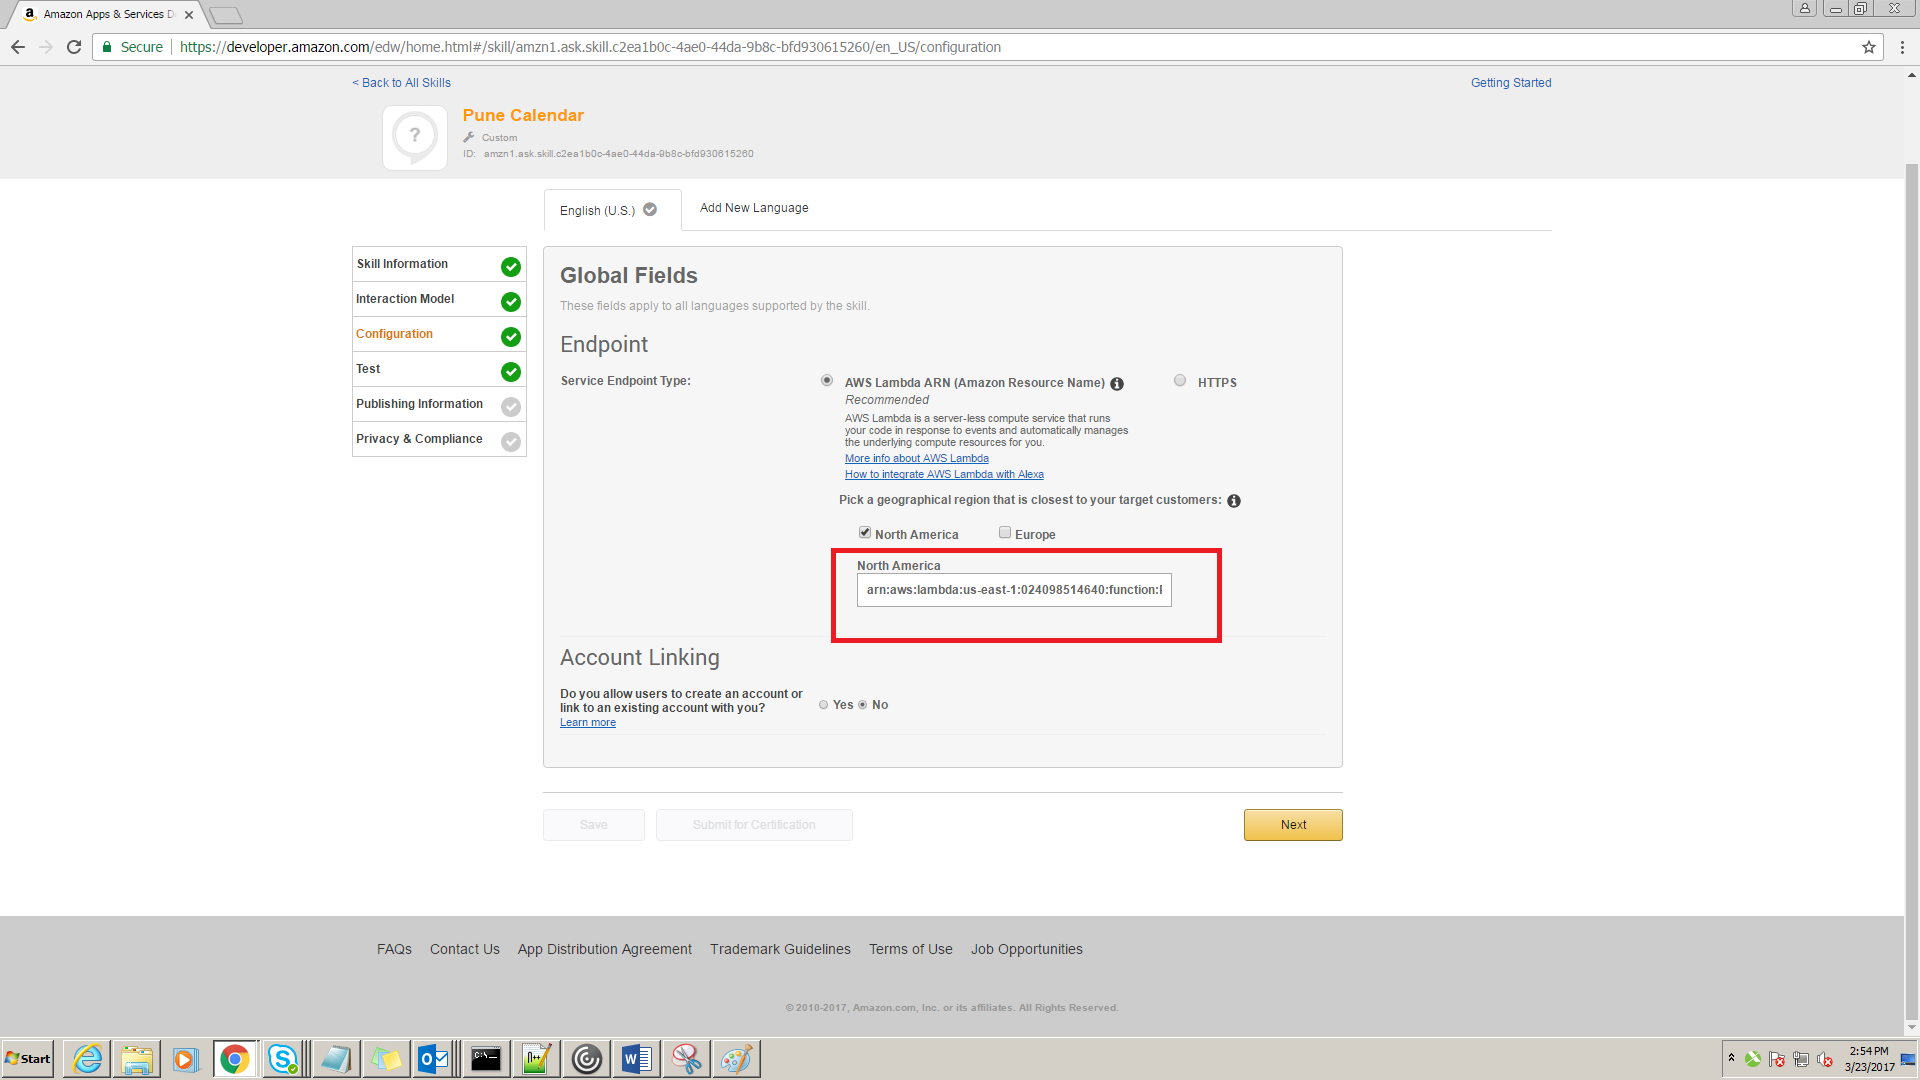 Amazon Apps & Services D
Secure https://developer.amazon.com/edw/home.html#/skill/amzn1.ask.skill.c2ea1b0c-4ae0-44da-9b8c-bfd930615260/en_US/configuration
< Back to All Skills
Getting Started
Pune Calendar
Custom
ID: amzn1.ask.skill.c2ea1b0c-4ae0-44da-9b8c-bfd930615260
English (U.S.)
Add New Language
Skill Information
Interaction Model
Configuration
Test
Publishing Information
Privacy & Compliance
Global Fields
These fields apply to all languages supported by the skill.
Endpoint
Service Endpoint Type:
AWS Lambda ARN (Amazon Resource Name)
Recommended
AWS Lambda is a server-less compute service that runs
your code in response to events and automatically manages
the underlying compute resources for you.
More info about AWS Lambda
How to integrate AWS Lambda with Alexa
HTTPS
Pick a geographical region that is closest to your target customers:
North America
Europe
North America
arn:aws:lambda:us-east-1:024098514640:function:
Account Linking
Do you allow users to create an account or
link to an existing account with you?
Learn more
Yes No
Save
Submit for Certification
Next
FAQs Contact Us App Distribution Agreement Trademark Guidelines Terms of Use Job Opportunities
© 2010-2017, Amazon.com, Inc. or its affiliates. All Rights Reserved.
Start
2:54 PM
3/23/2017